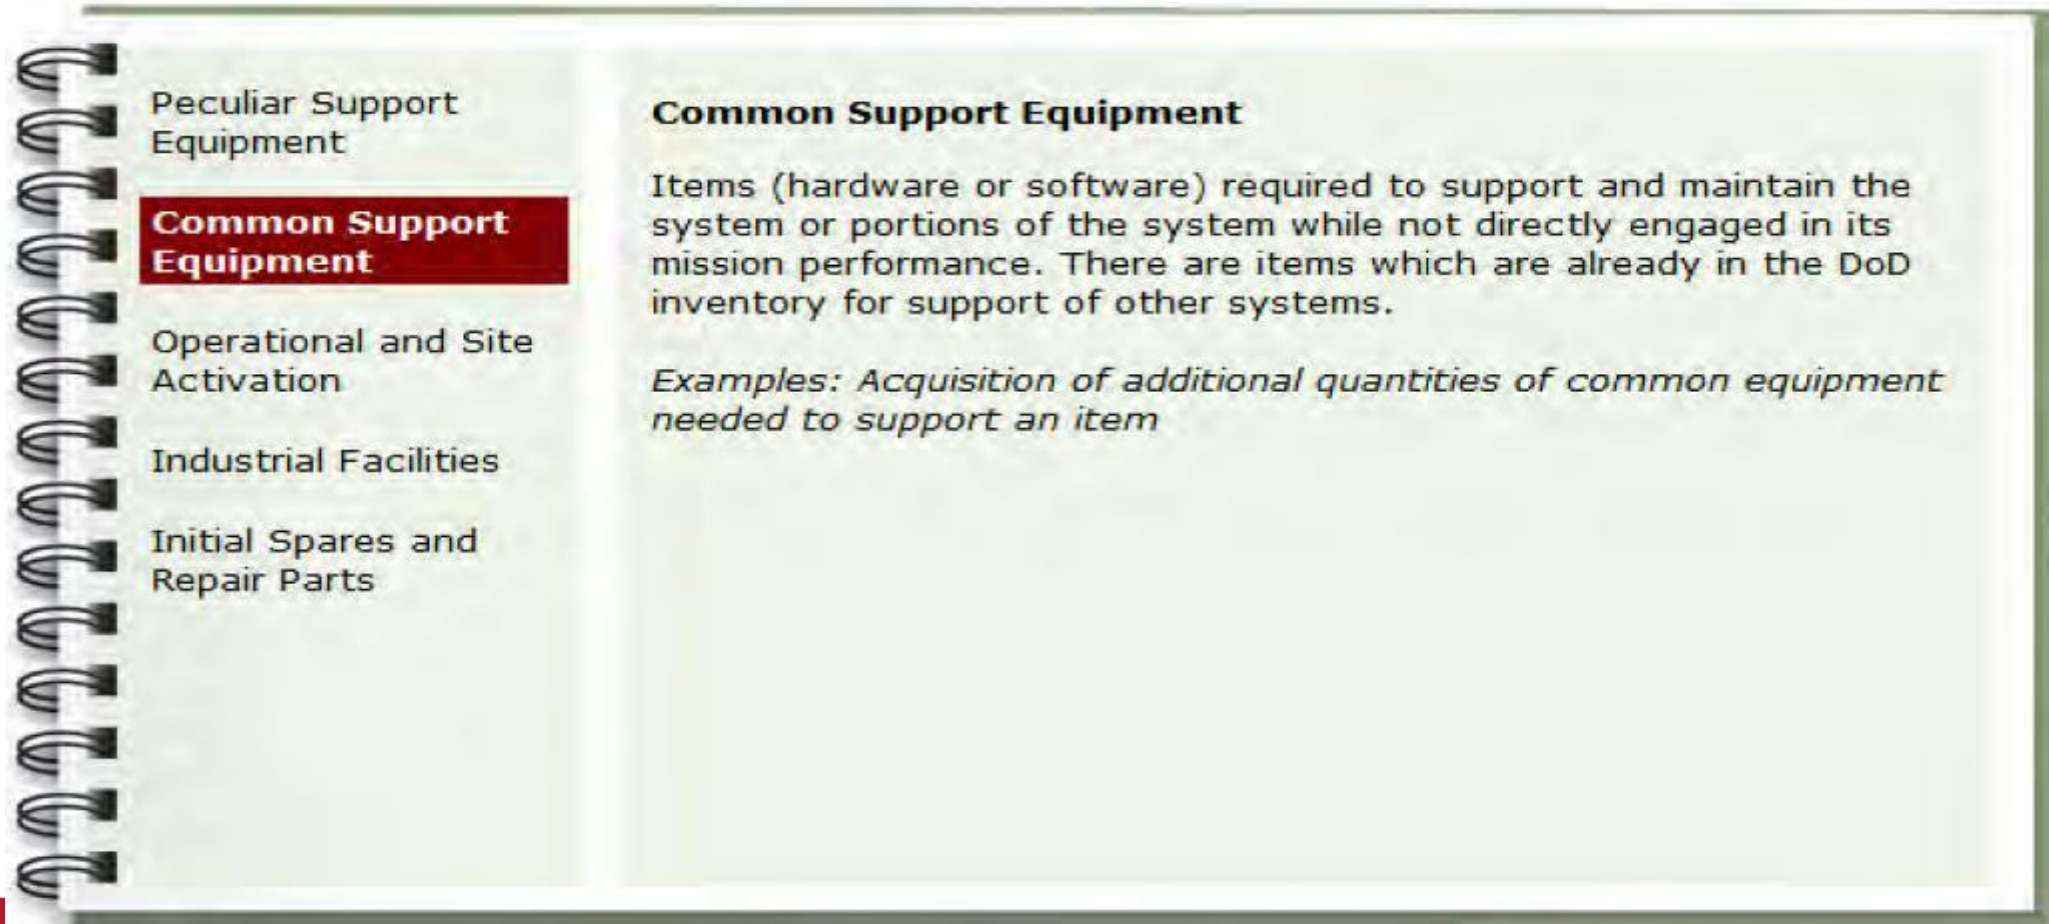 Peculiar Support
Equipment
Common Support
Equipment
Operational and Site
Activation
Industrial Facilities
Initial Spares and
Repair Parts
Common Support Equipment
Items (hardware or software) required to support and maintain the
system or portions of the system while not directly engaged in its
mission performance. There are items which are already in the DoD
inventory for support of other systems.
Examples: Acquisition of additional quantities of common equipment
needed to support an item